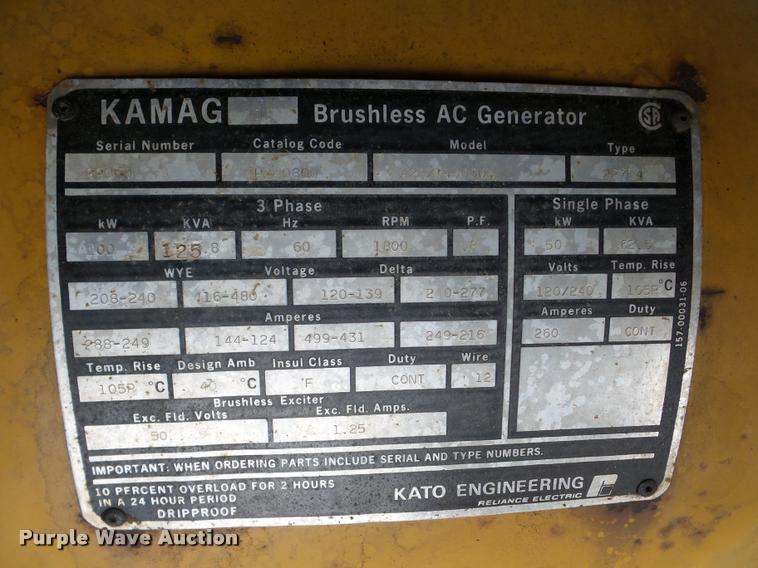 KAMAG Brushless AC Generator
Serial Number Catalog Code Model Type
3 Phase Single Phase
kW KVA Hz RPM P.F. kW KVA
125.8 60 1800 50
WYE Voltage Delta Volts Temp. Rise
208-240 416-480 120-139 240-277 120/240 105R °C
Amperes Amperes Duty
288-249 144-124 499-431 249-216 260 CONT
Temp. Rise Design Amb Insul Class Duty Wire
105R °C 40 °C F CONT 12
Brushless Exciter
Exc. Fld. Volts Exc. Fld. Amps.
50 1.25
IMPORTANT: WHEN ORDERING PARTS INCLUDE SERIAL AND TYPE NUMBERS.
10 PERCENT OVERLOAD FOR 2 HOURS
IN A 24 HOUR PERIOD
DRIPPROOF
KATO ENGINEERING
RELIANCE ELECTRIC
157-00031-06
Purple Wave Auction